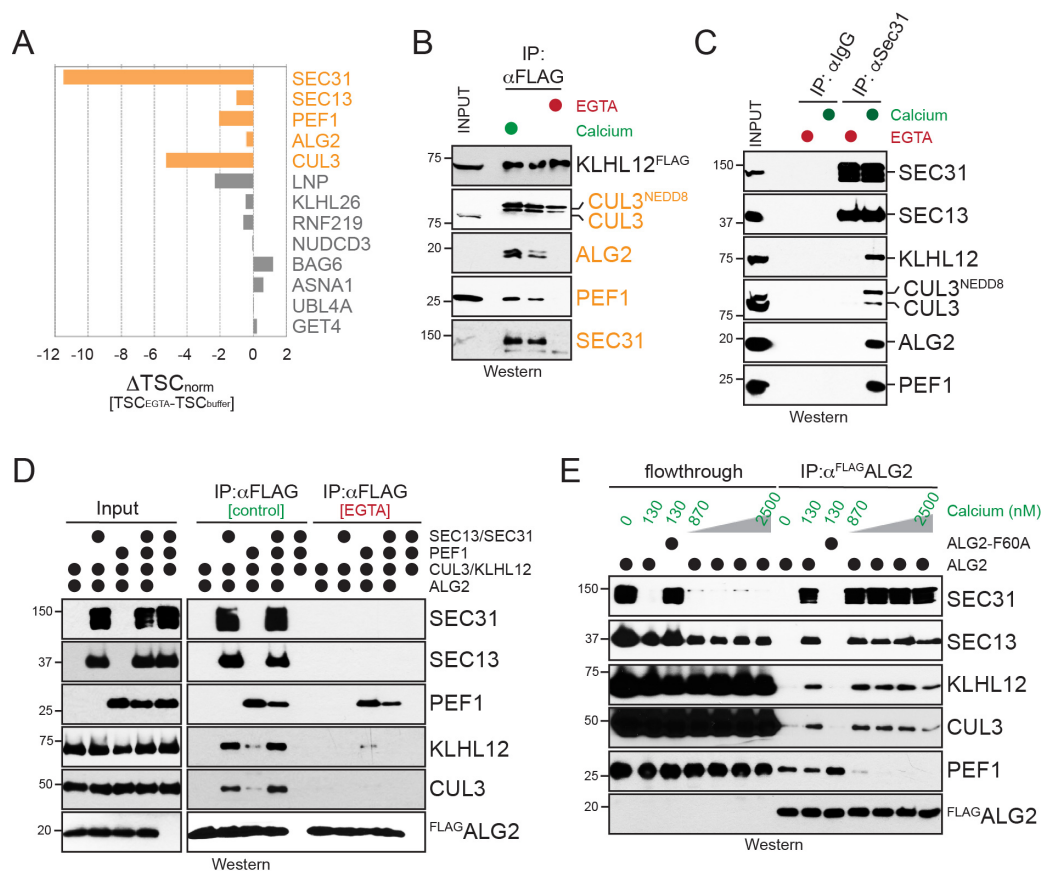 A
SEC31
SEC13
PEF1
ALG2
CUL3
LNP
KLHL26
RNF219
NUDCD3
BAG6
ASNA1
UBL4A
GET4
-12 -10 -8 -6 -4 -2 0 2
ΔTSCnorm
[TSCEGTA-TSCbuffer]
B
IP:
αFLAG
INPUT
EGTA
Calcium
75
KLHL12FLAG
CUL3NEDD8
75
CUL3
20
ALG2
25
PEF1
150
SEC31
Western
C
IP: αIgG
IP: αSec31
INPUT
Calcium
EGTA
150
SEC31
37
SEC13
75
KLHL12
CUL3NEDD8
CUL3
75
20
ALG2
25
PEF1
Western
D
Input
IP:αFLAG
[control]
IP:αFLAG
[EGTA]
SEC13/SEC31
PEF1
CUL3/KLHL12
ALG2
150
SEC31
37
SEC13
25
PEF1
75
KLHL12
50
CUL3
20
FLAGALG2
Western
E
flowthrough
IP:αFLAGALG2
0 130 130 870 2500 0 130 130 870 2500
Calcium (nM)
ALG2-F60A
ALG2
150
SEC31
37
SEC13
75
KLHL12
50
CUL3
25
PEF1
20
FLAGALG2
Western